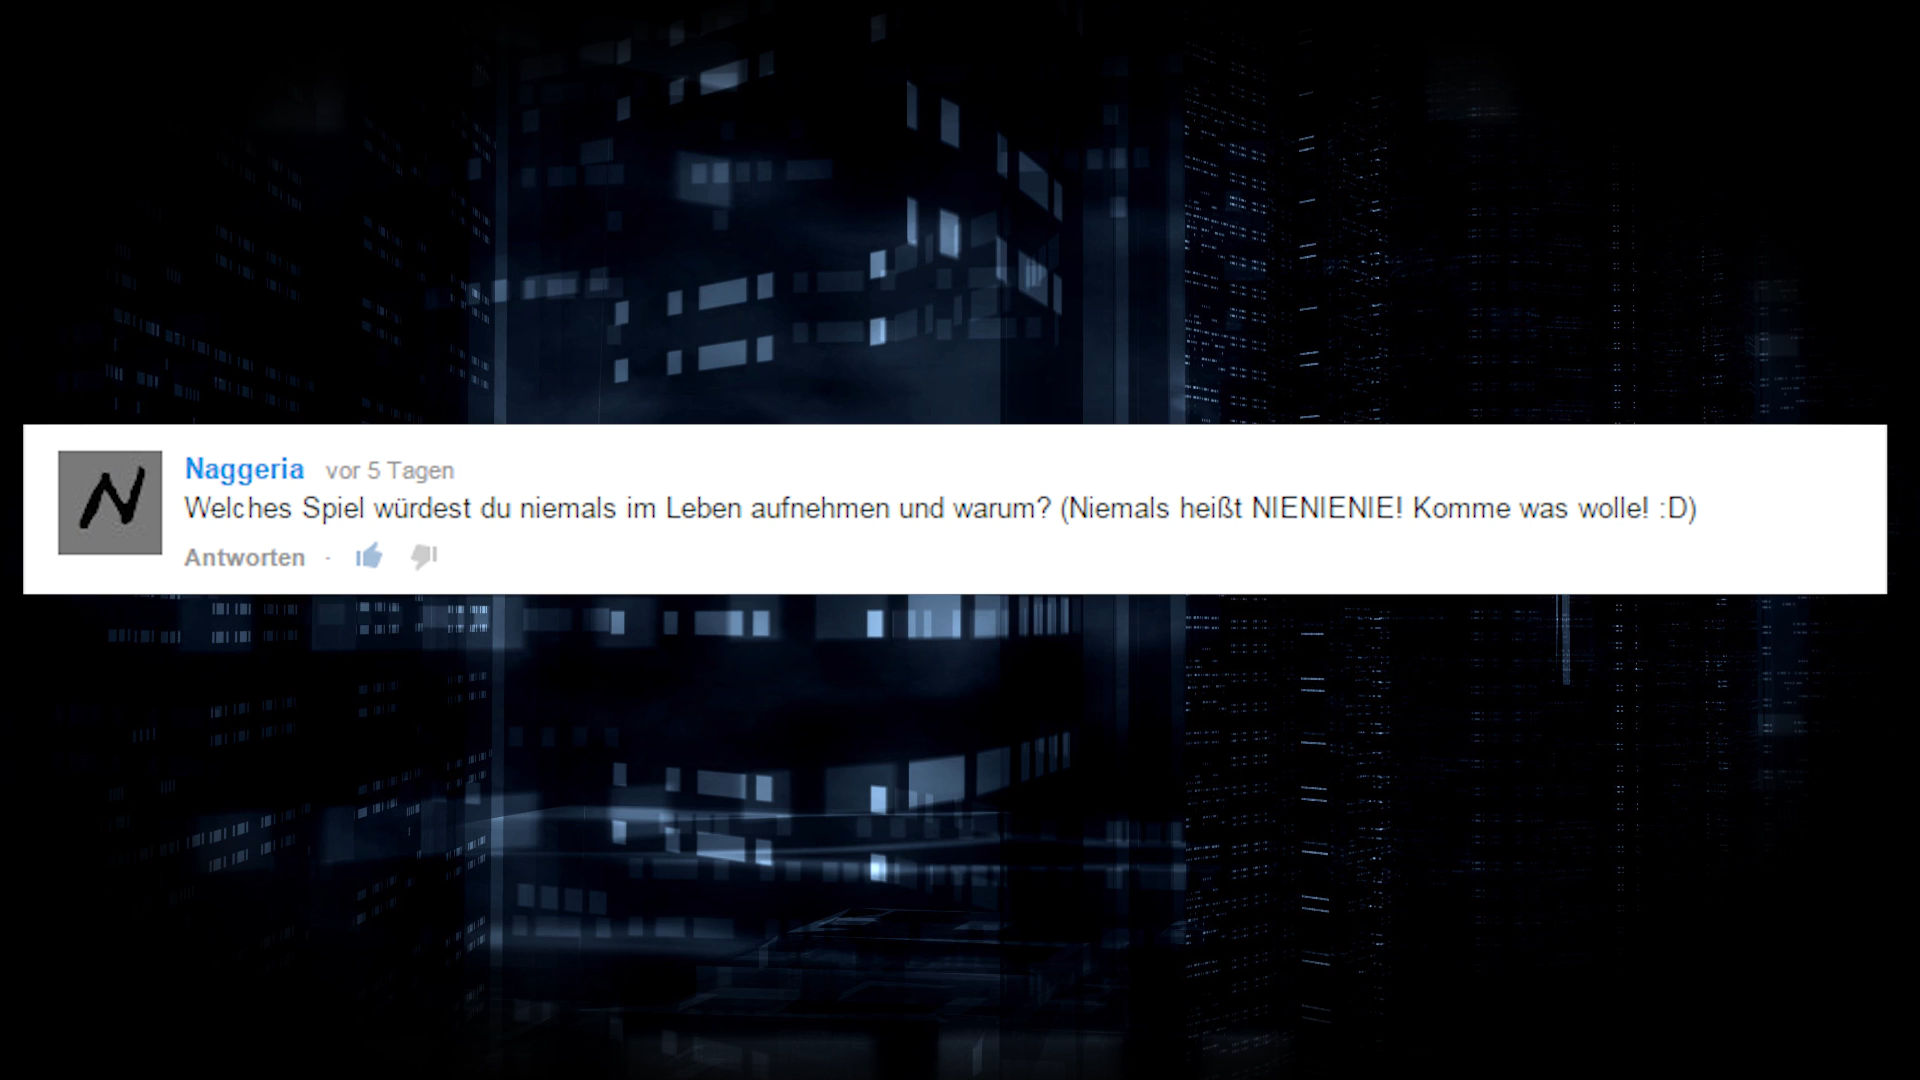 N
Naggeria vor 5 Tagen
Welches Spiel würdest du niemals im Leben aufnehmen und warum? (Niemals heißt NIENIENIE! Komme was wolle! :D)
Antworten ·